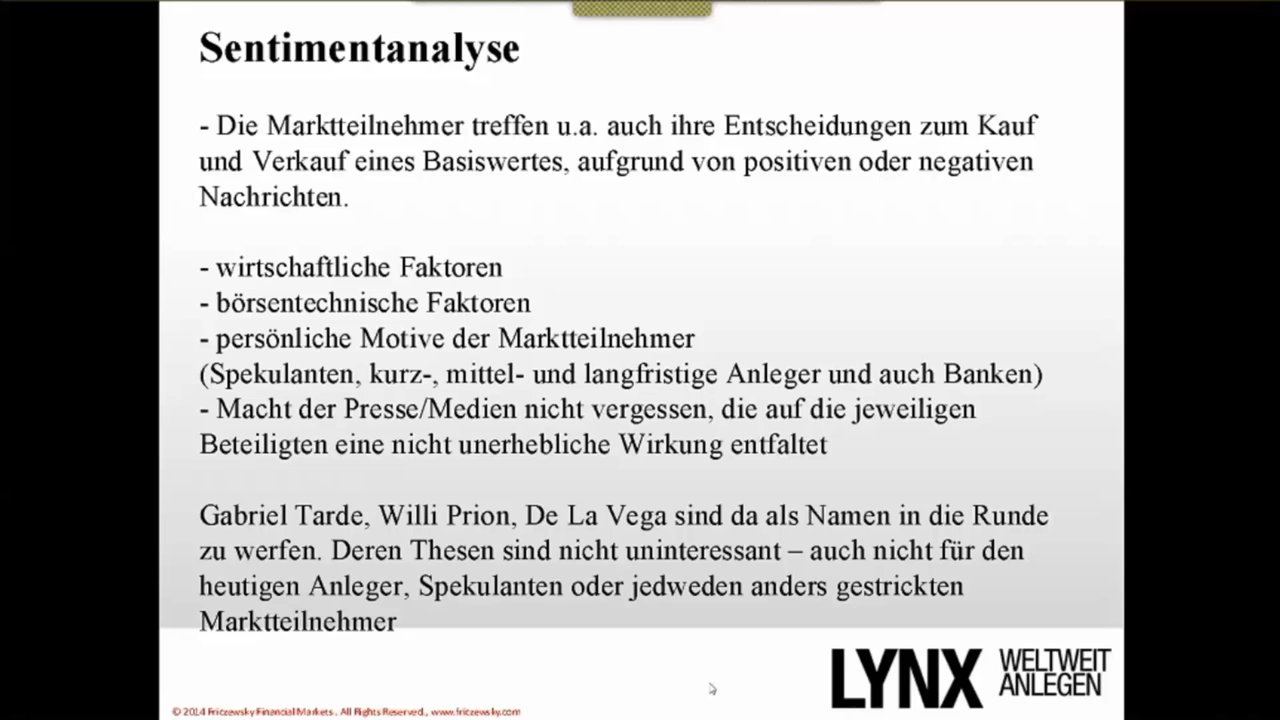 Sentimentanalyse
- Die Marktteilnehmer treffen u.a. auch ihre Entscheidungen zum Kauf
und Verkauf eines Basiswertes, aufgrund von positiven oder negativen
Nachrichten.
- wirtschaftliche Faktoren
- börsentechnische Faktoren
- persönliche Motive der Marktteilnehmer
(Spekulanten, kurz-, mittel- und langfristige Anleger und auch Banken)
- Macht der Presse/Medien nicht vergessen, die auf die jeweiligen
Beteiligten eine nicht unerhebliche Wirkung entfaltet
Gabriel Tarde, Willi Prion, De La Vega sind da als Namen in die Runde
zu werfen. Deren Thesen sind nicht uninteressant – auch nicht für den
heutigen Anleger, Spekulanten oder jedweden anders gestrickten
Marktteilnehmer
LYNX WELTWEIT
ANLEGEN
© 2014 Friczewsky Financial Markets . All Rights Reserved., www.friczewsky.com